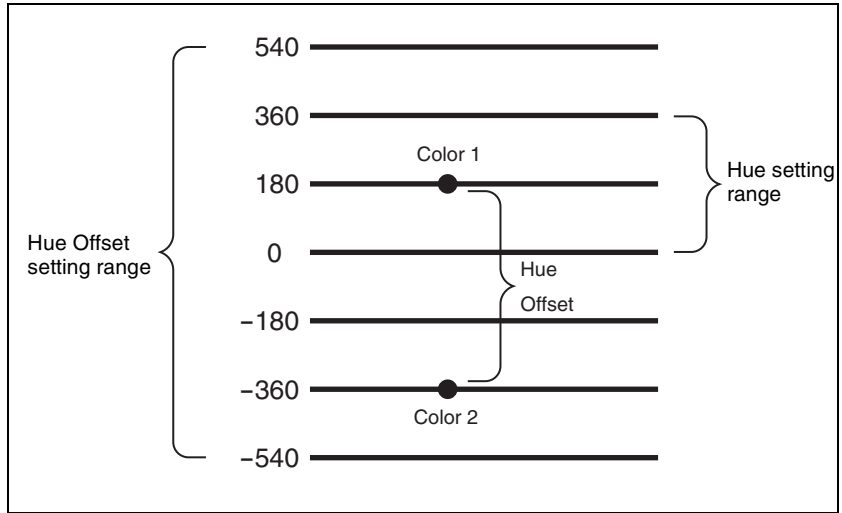 540
360
Color 1
180
Hue setting
range
Hue Offset
setting range
0
Hue
Offset
−180
−360
Color 2
−540